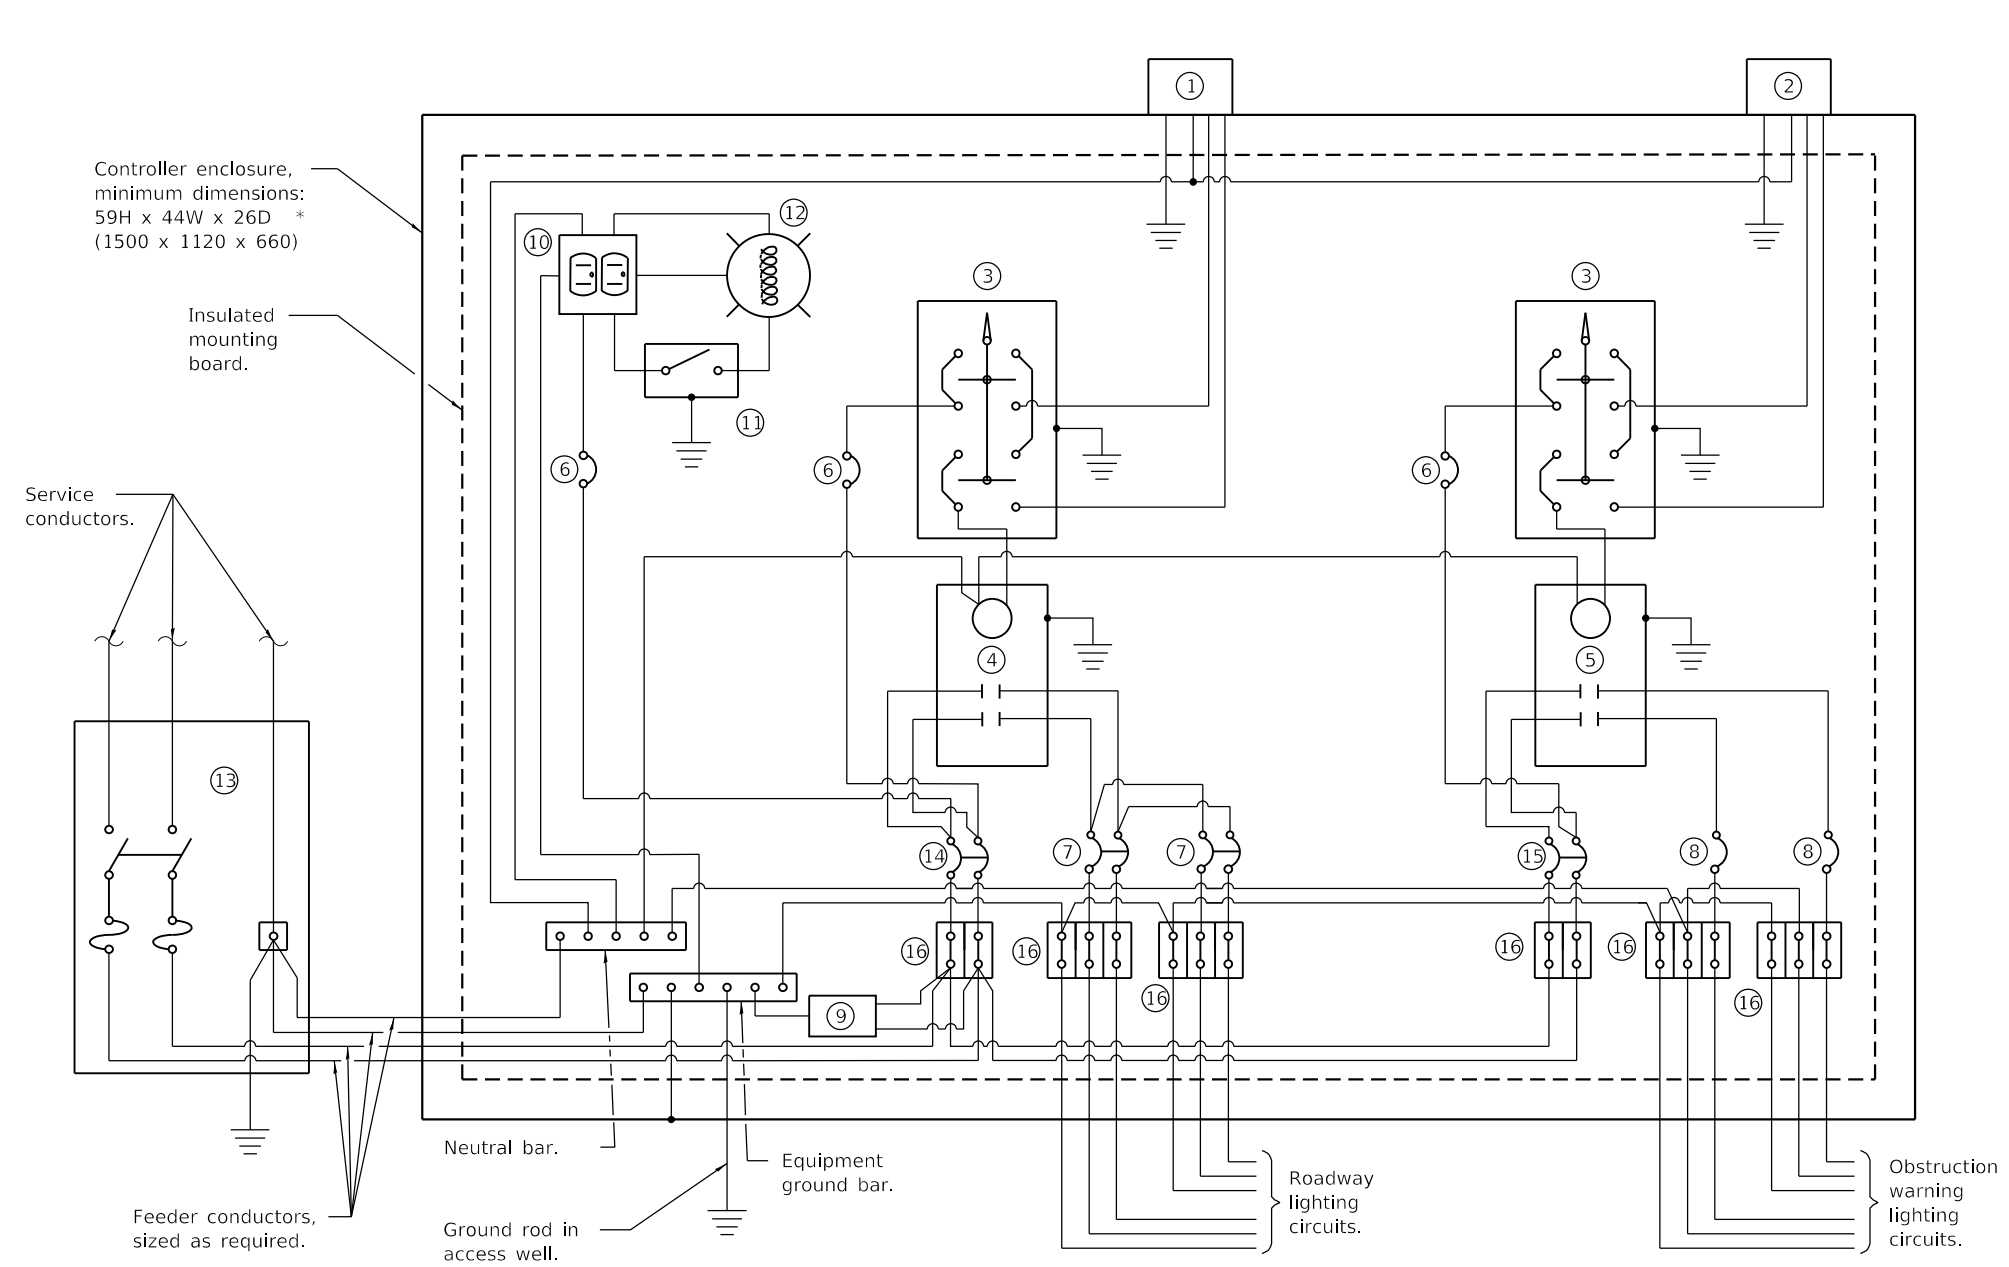 1
2
Controller enclosure,
minimum dimensions:
59H x 44W x 26D *
(1500 x 1120 x 660)
12
10
3
3
Insulated
mounting
board.
11
6
6
6
Service
conductors.
4
5
13
14
7
7
15
8
8
16
16
16
16
16
16
9
Neutral bar.
Equipment
ground bar.
Roadway
lighting
circuits.
Obstruction
warning
lighting
circuits.
Feeder conductors,
sized as required.
Ground rod in
access well.